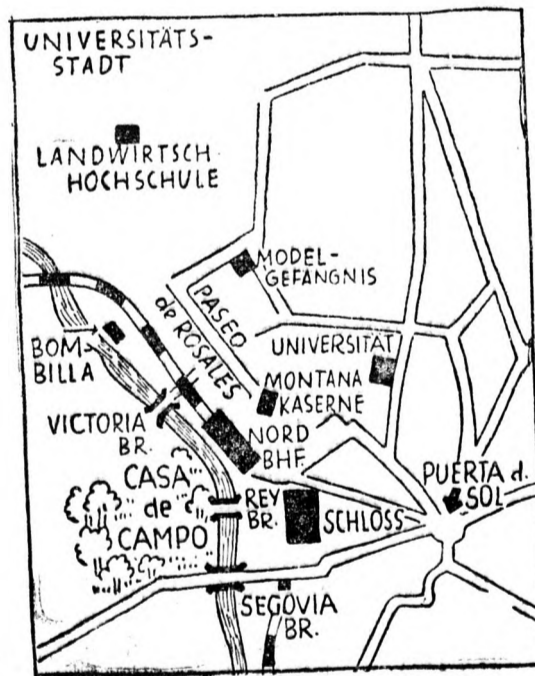 UNIVERSITÄTS-
STADT
LANDWIRTSCH
HOCHSCHULE
MODEL-
GEFÄNGNIS
PASEO
de ROSALES
BOM-
BILLA
UNIVERSITÄT
MONTANA
KASERNE
VICTORIA
BR.
NORD
BHF.
CASA
de
CAMPO
REY
BR.
SCHLOSS
PUERTA d.
SOL
SEGOVIA
BR.